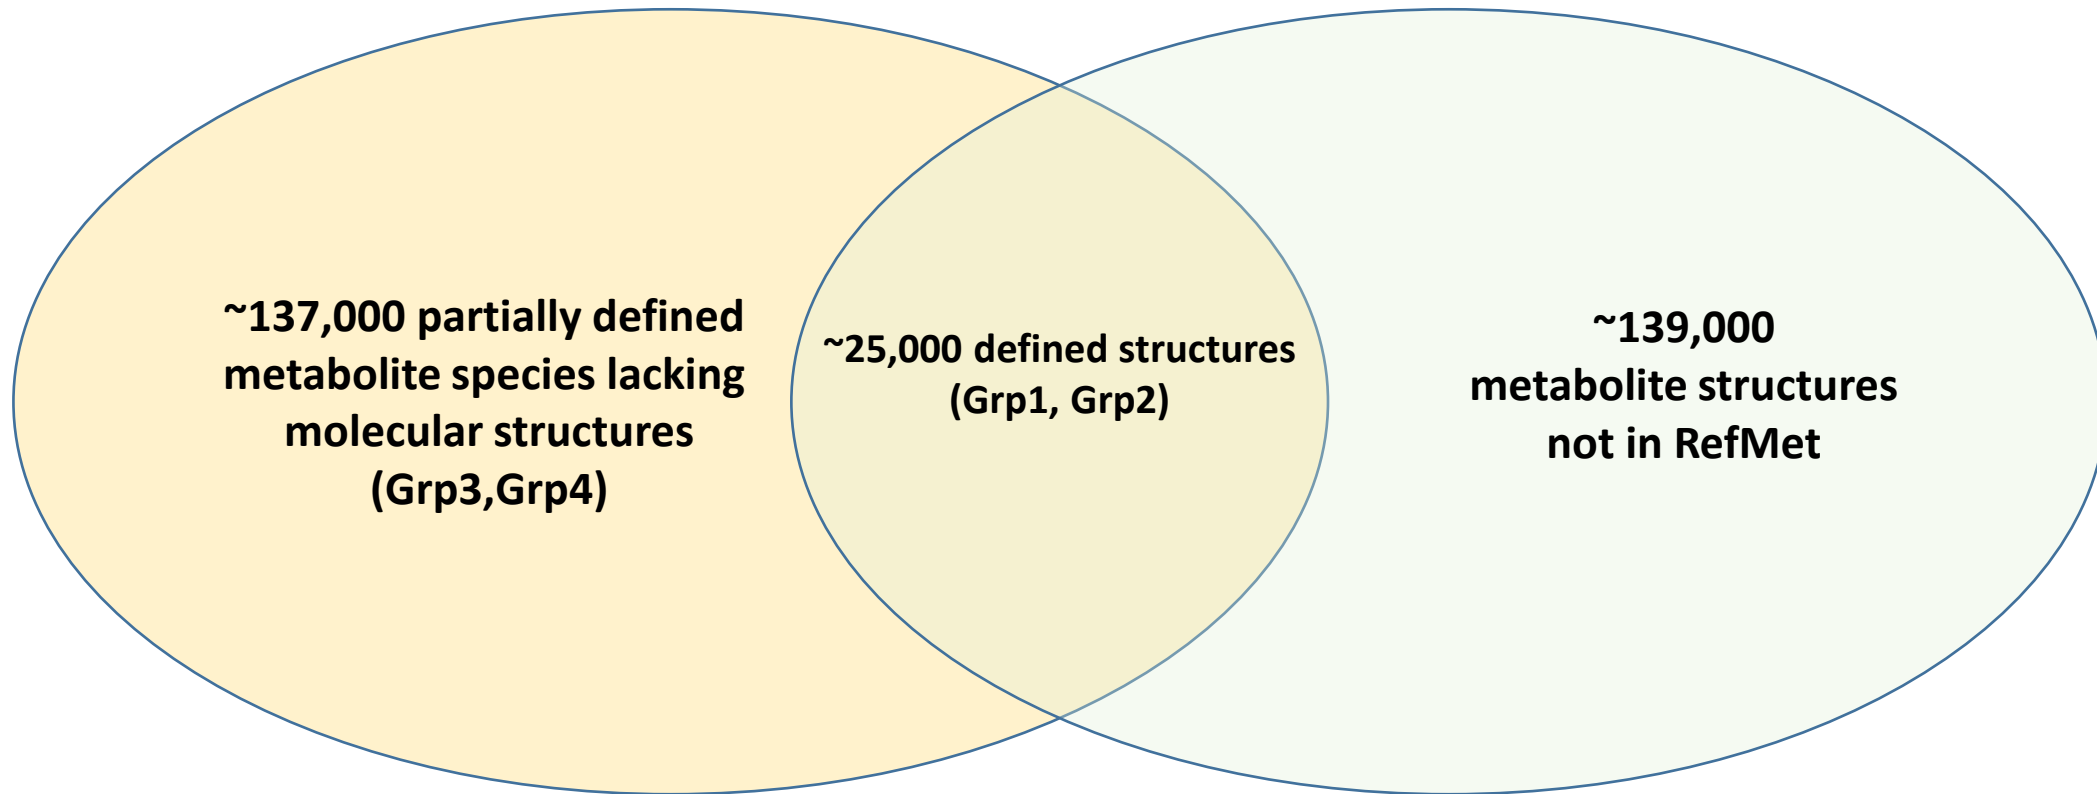 ~137,000 partially defined
metabolite species lacking
molecular structures
(Grp3,Grp4)
~25,000 defined structures
(Grp1, Grp2)
~139,000
metabolite structures
not in RefMet